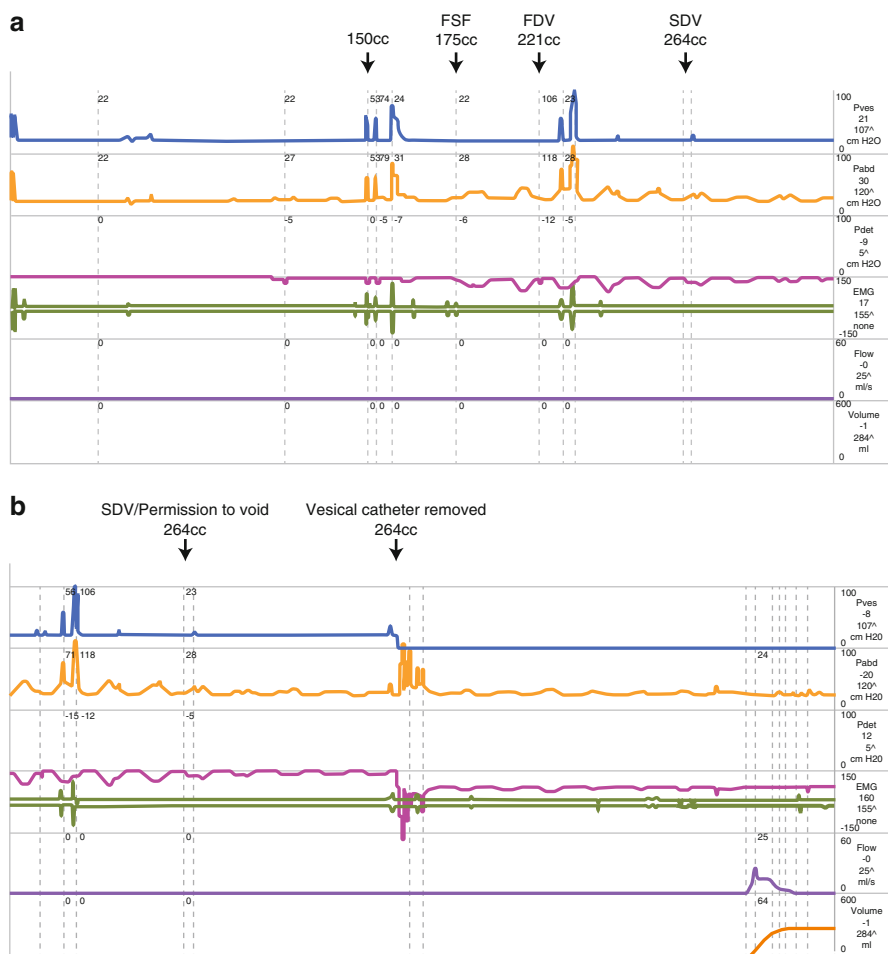 a
FSF FDV SDV
150cc 175cc 221cc 264cc
22 22 53 74 24 22 106 23
100
Pves
21
107^
cm H2O
0
22 27 53 79 31 28 118 28
100
Pabd
30
120^
cm H2O
0
0 -5 0 -5 -7 -6 -12 -5
100
Pdet
-9
5^
cm H2O
0
150
EMG
17
155^
none
-150
0 0 0 0 0 0 0 0
60
Flow
-0
25^
ml/s
0
0 0 0 0 0 0 0 0
600
Volume
-1
284^
ml
0
b
SDV/Permission to void Vesical catheter removed
264cc 264cc
56 106 23
100
Pves
-8
107^
cm H20
0
71 118 28 24
100
Pabd
-20
120^
cm H20
0
-15 -12 -5
100
Pdet
12
5^
cm H20
0
150
EMG
160
155^
none
-150
0 0 0 25
60
Flow
-0
25^
ml/s
0
0 0 0 64
600
Volume
-1
284^
ml